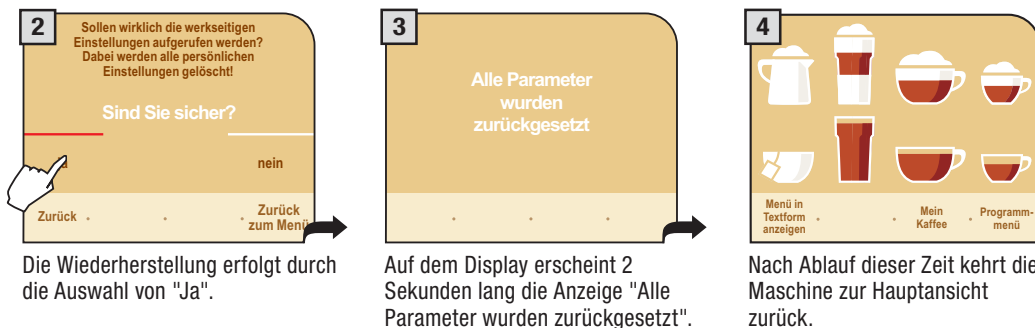 2
Sollen wirklich die werkseitigen
Einstellungen aufgerufen werden?
Dabei werden alle persönlichen
Einstellungen gelöscht!
Sind Sie sicher?
nein
Zurück
Zurück
zum Menü
Die Wiederherstellung erfolgt durch
die Auswahl von "Ja".
3
Alle Parameter
wurden
zurückgesetzt
Auf dem Display erscheint 2
Sekunden lang die Anzeige "Alle
Parameter wurden zurückgesetzt".
4
Menü in
Textform
anzeigen
Mein
Kaffee
Programm-
menü
Nach Ablauf dieser Zeit kehrt die
Maschine zur Hauptansicht
zurück.